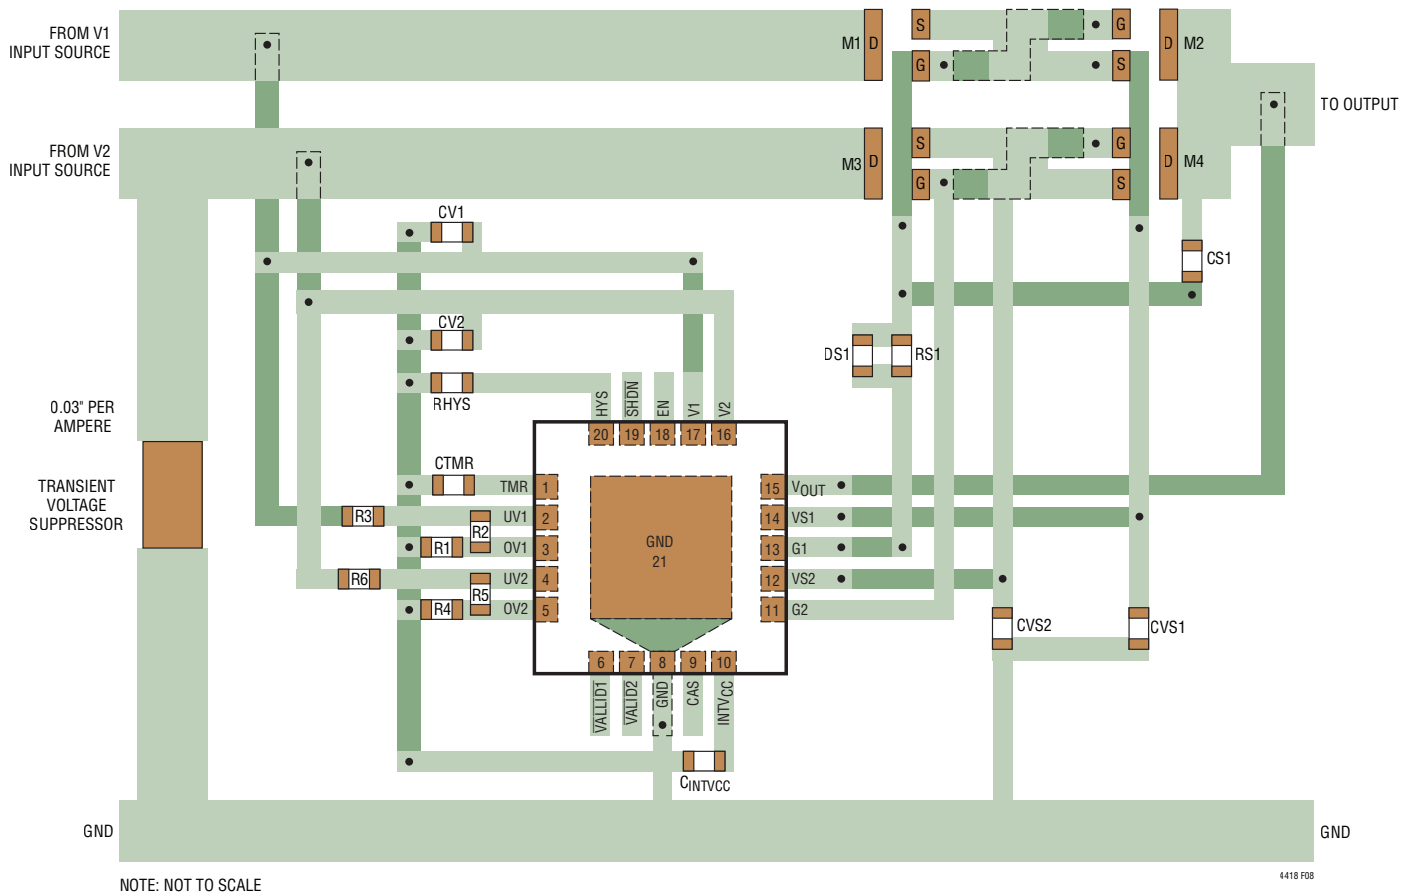 FROM V1
INPUT SOURCE
M1
D
S
G
G
S
D
M2
TO OUTPUT
FROM V2
INPUT SOURCE
M3
D
S
G
G
S
D
M4
CV1
CS1
CV2
DS1
RS1
RHYS
0.03" PER
AMPERE
HYS
SHDN
EN
V1
V2
20
19
18
17
16
TRANSIENT
VOLTAGE
SUPPRESSOR
CTMR
TMR
1
15
VOUT
R3
UV1
2
14
VS1
R2
R1
OV1
3
GND
21
13
G1
R6
UV2
4
12
VS2
R5
R4
OV2
5
11
G2
CVS2
CVS1
6
7
8
9
10
VALLID1
VALID2
GND
CAS
INTVCC
CINTVCC
GND
GND
NOTE: NOT TO SCALE
4418 F08